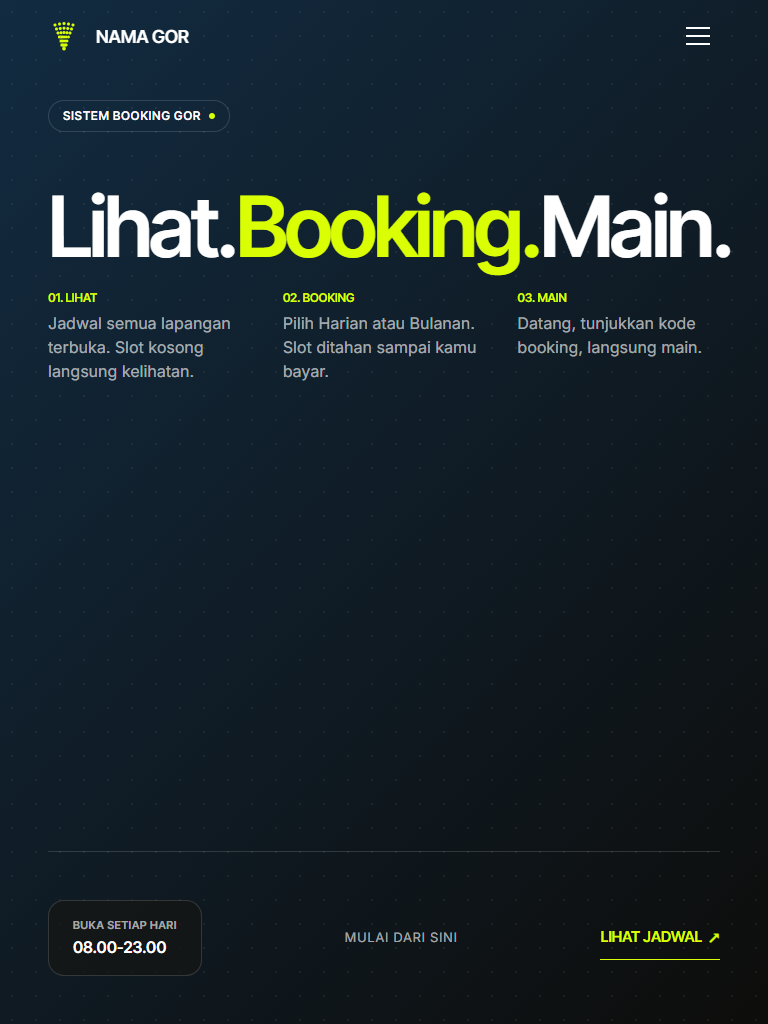 NAMA GOR
SISTEM BOOKING GOR
Lihat.Booking.Main.
01. LIHAT
Jadwal semua lapangan
terbuka. Slot kosong
langsung kelihatan.
02. BOOKING
Pilih Harian atau Bulanan.
Slot ditahan sampai kamu
bayar.
03. MAIN
Datang, tunjukkan kode
booking, langsung main.
BUKA SETIAP HARI
08.00-23.00
MULAI DARI SINI
LIHAT JADWAL ↗